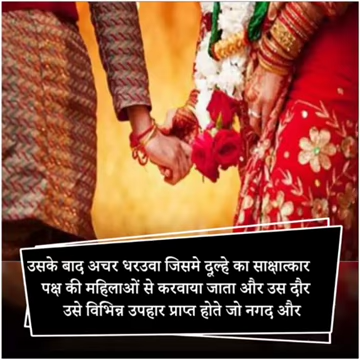 उसके बाद अचर धरउवा जिसमे दूल्हे का साक्षात्कार
पक्ष की महिलाओं से करवाया जाता और उस दौर
उसे विभिन्न उपहार प्राप्त होते जो नगद और